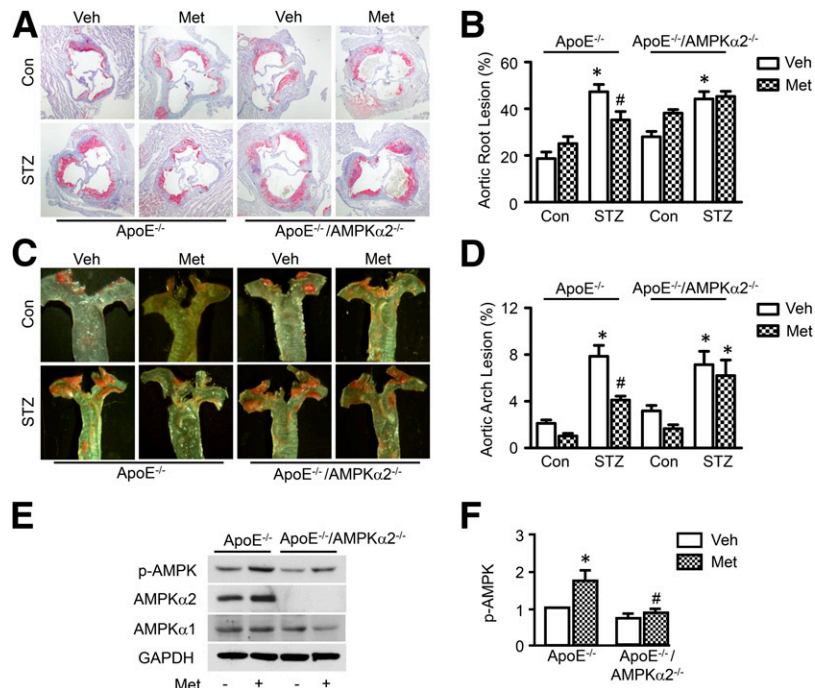 A
Veh Met Veh Met
Con
STZ
ApoE-/- ApoE-/-/AMPKα2-/-
B
ApoE-/- ApoE-/-/AMPKα2-/-
Veh
Met
Aortic Root Lesion (%)
60
40
20
0
* # *
Con STZ Con STZ
C
Veh Met Veh Met
Con
STZ
ApoE-/- ApoE-/-/AMPKα2-/-
D
ApoE-/- ApoE-/-/AMPKα2-/-
Veh
Met
Aortic Arch Lesion (%)
12
8
4
0
* # * *
Con STZ Con STZ
E
ApoE-/- ApoE-/-/AMPKα2-/-
p-AMPK
AMPKα2
AMPKα1
GAPDH
Met - + - +
F
Veh
Met
p-AMPK
3
2
1
0
* #
ApoE-/- ApoE-/-/
AMPKα2-/-